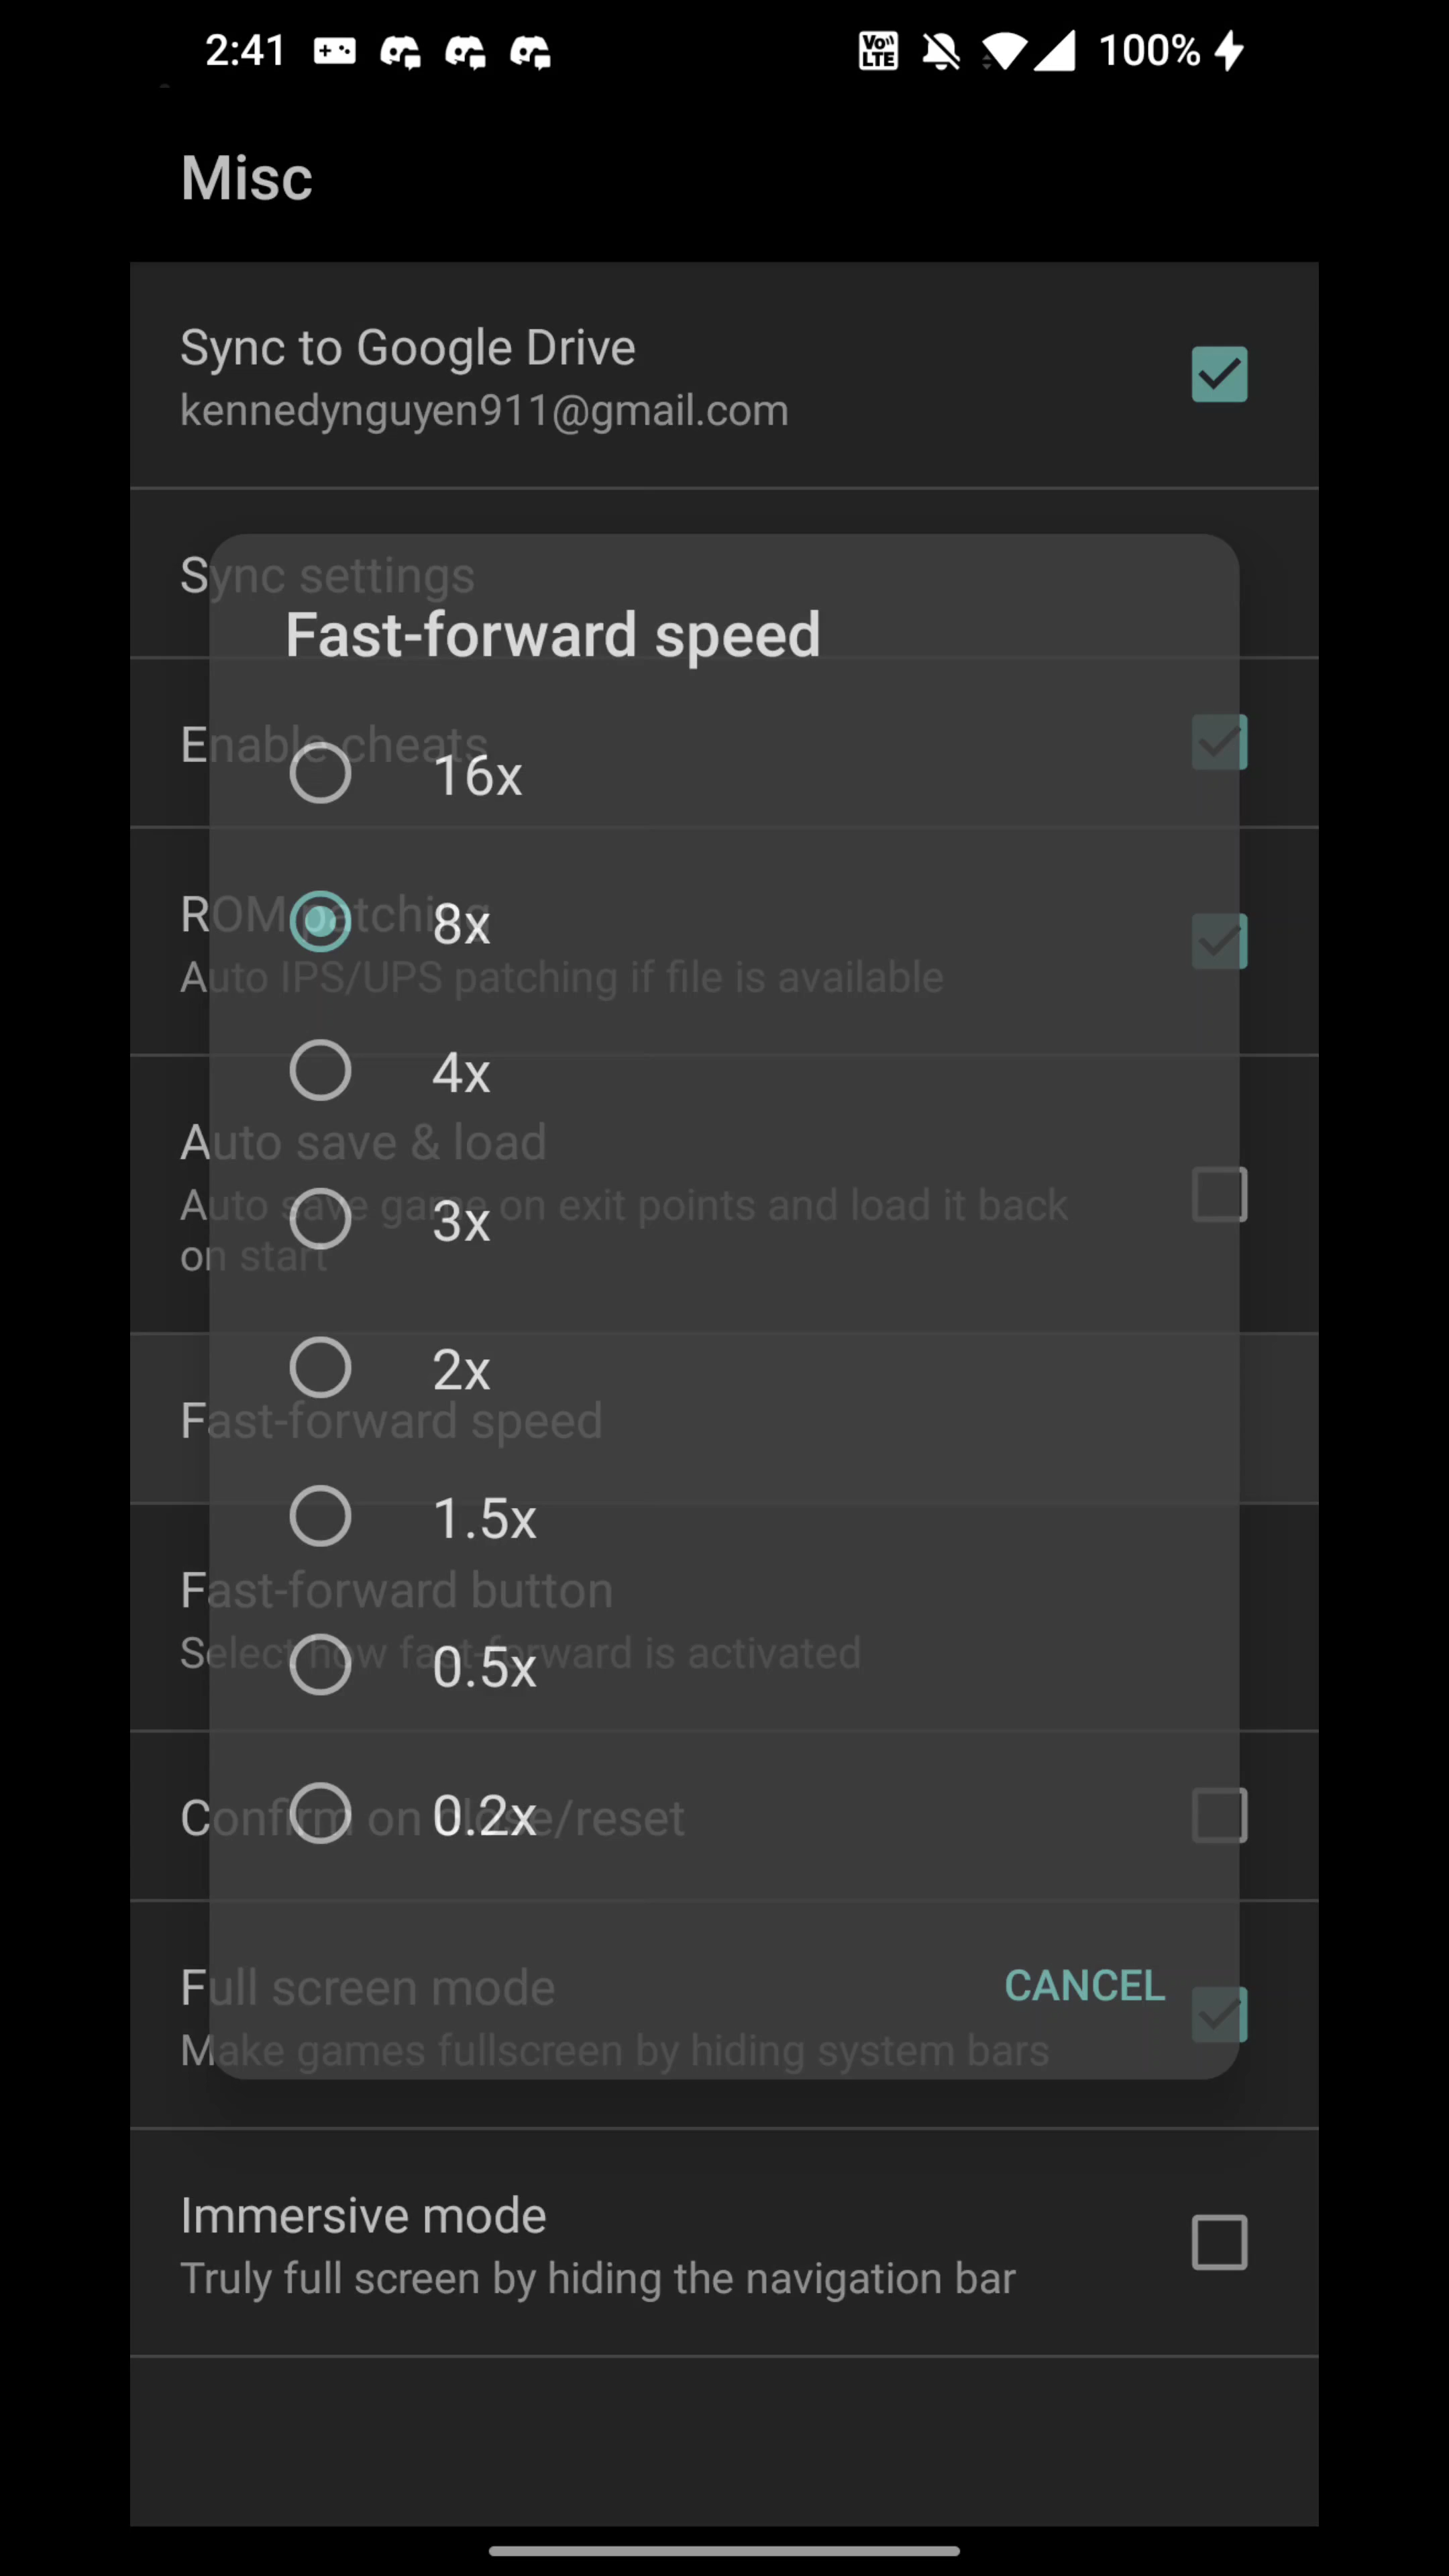 2:41
Vo LTE
100%
Misc
Sync to Google Drive
kennedynguyen911@gmail.com
Sync settings
Fast-forward speed
Enable cheats
16x
ROM patching
8x
Auto IPS/UPS patching if file is available
4x
Auto save & load
Auto save game on exit points and load it back
3x
on start
2x
Fast-forward speed
1.5x
Fast-forward button
Select how fast-forward is activated
0.5x
Confirm on close/reset
0.2x
Full screen mode
CANCEL
Make games fullscreen by hiding system bars
Immersive mode
Truly full screen by hiding the navigation bar